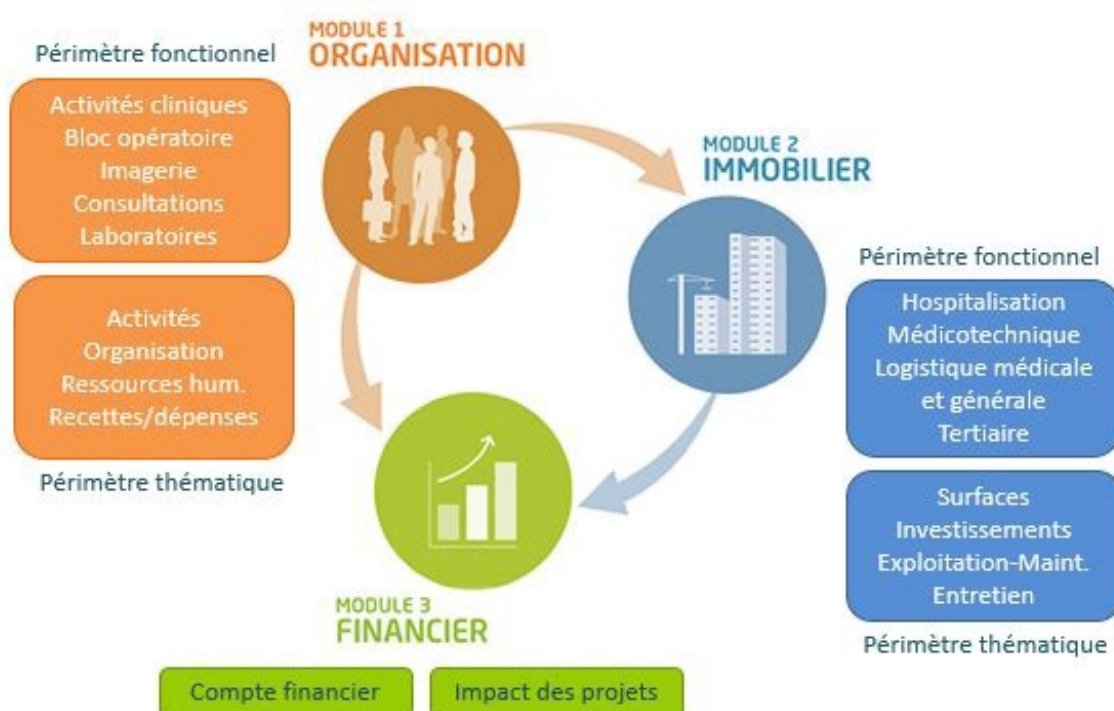 MODULE 1
ORGANISATION
Périmètre fonctionnel
Activités cliniques
Bloc opératoire
Imagerie
Consultations
Laboratoires
Activités
Organisation
Ressources hum.
Recettes/dépenses
Périmètre thématique
MODULE 2
IMMOBILIER
Périmètre fonctionnel
Hospitalisation
Médicotechnique
Logistique médicale
et générale
Tertiaire
Surfaces
Investissements
Exploitation-Maint.
Entretien
Périmètre thématique
MODULE 3
FINANCIER
Compte financier
Impact des projets